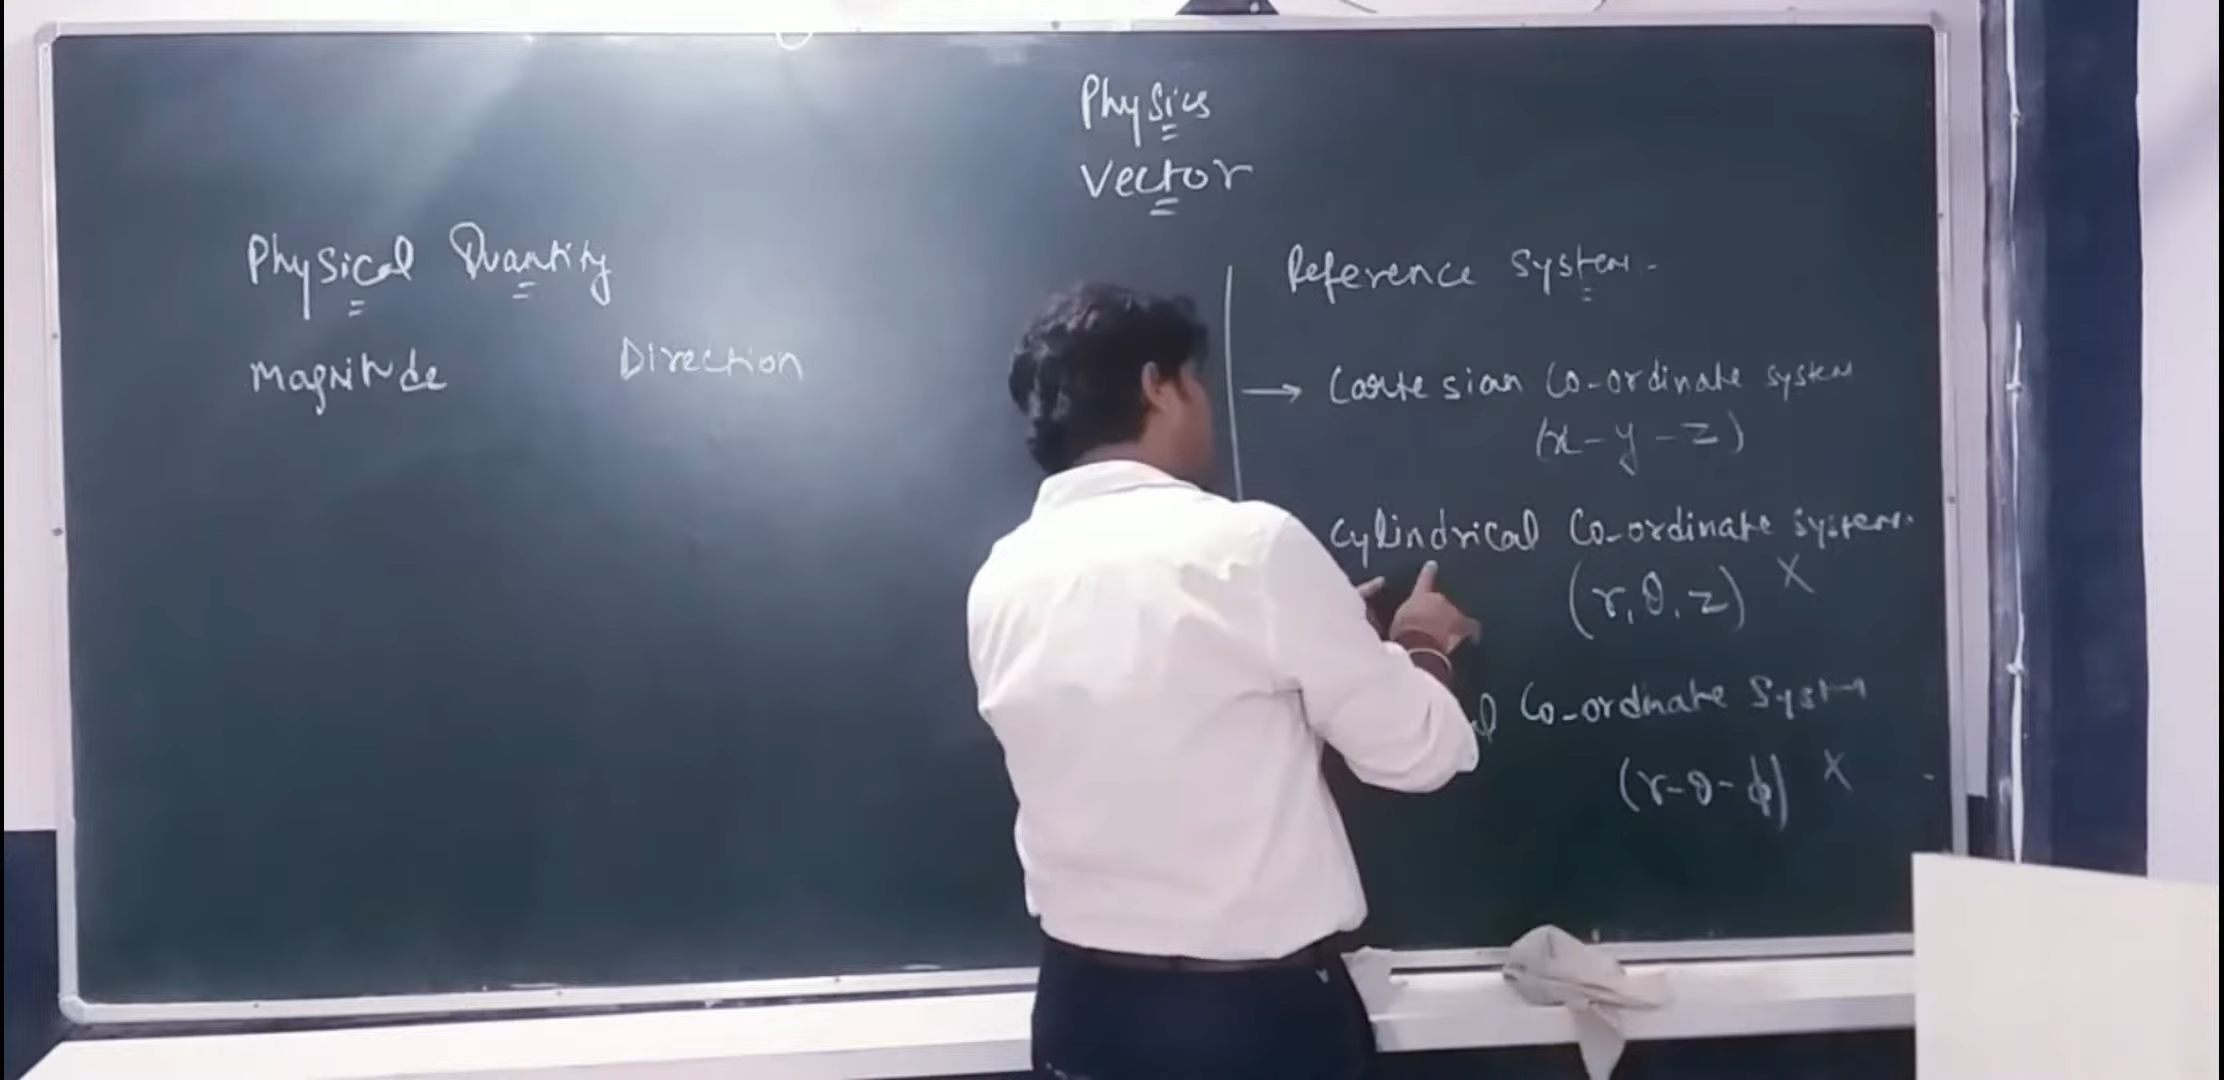 Physics
Vector
Physical Quantity
Magnitude Direction
Reference system.
→ Cartesian Co-ordinate system
(x-y-z)
Cylindrical Co-ordinate system.
(r, θ, z) X
Co-ordinate System
(r-θ-ϕ) X